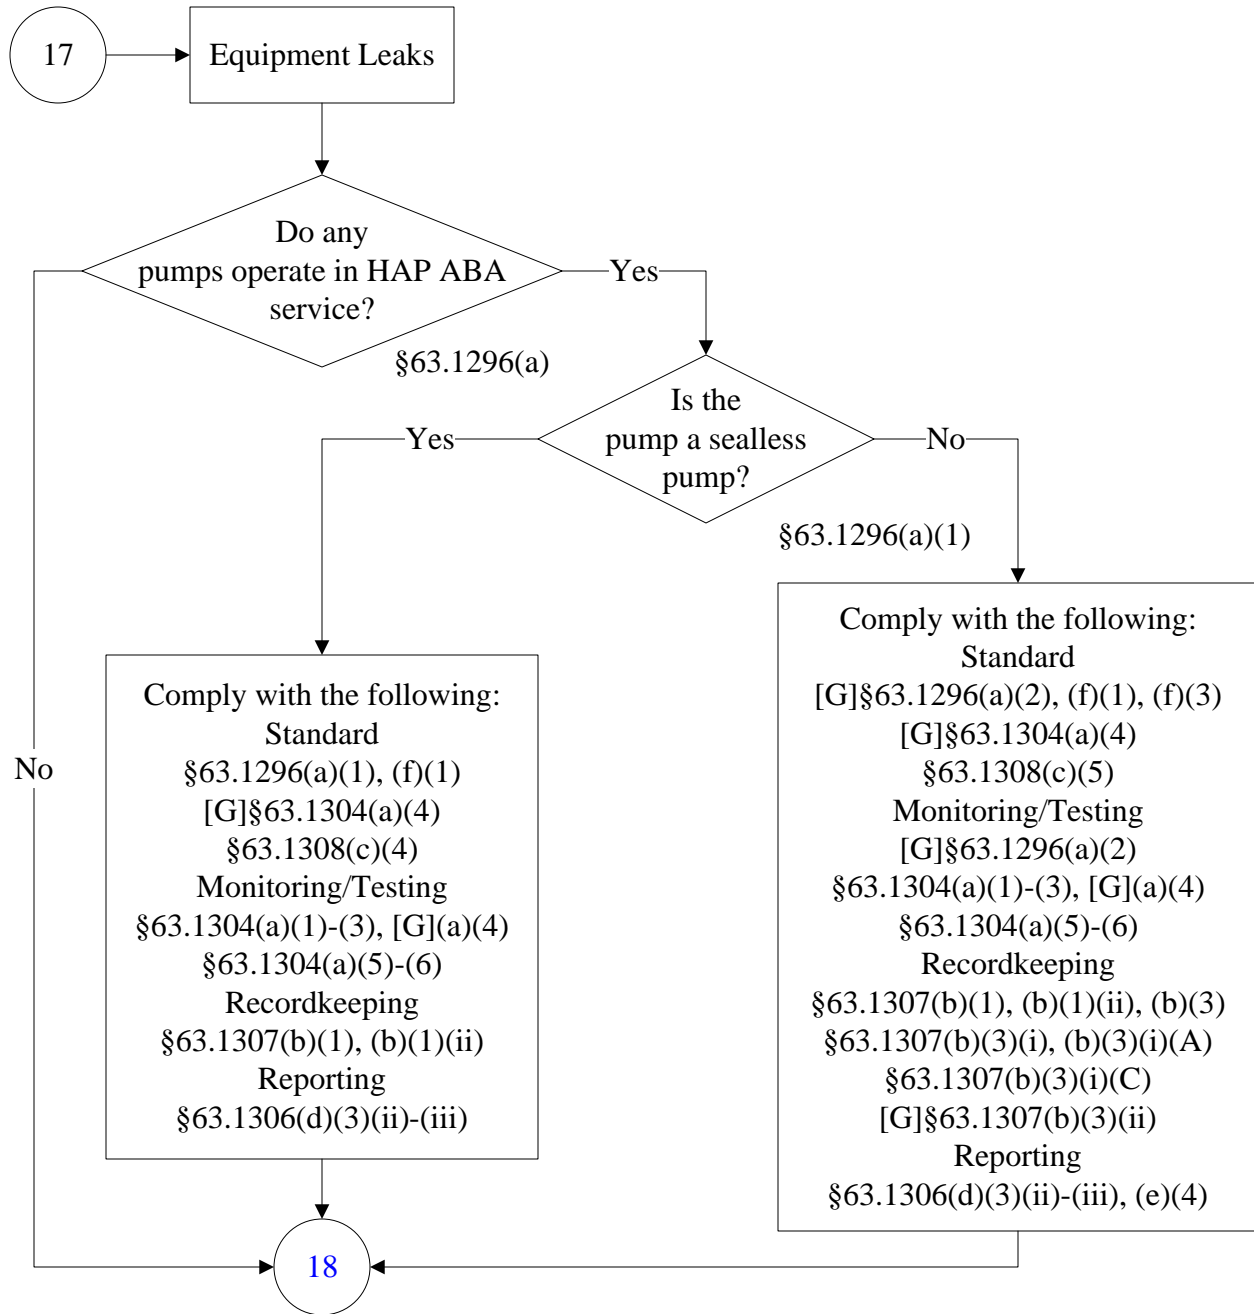 17
Equipment Leaks
Do any
pumps operate in HAP ABA
service?
Yes
§63.1296(a)
Is the
pump a sealless
pump?
Yes
No
§63.1296(a)(1)
No
Comply with the following:
Standard
§63.1296(a)(1), (f)(1)
[G]§63.1304(a)(4)
§63.1308(c)(4)
Monitoring/Testing
§63.1304(a)(1)-(3), [G](a)(4)
§63.1304(a)(5)-(6)
Recordkeeping
§63.1307(b)(1), (b)(1)(ii)
Reporting
§63.1306(d)(3)(ii)-(iii)
Comply with the following:
Standard
[G]§63.1296(a)(2), (f)(1), (f)(3)
[G]§63.1304(a)(4)
§63.1308(c)(5)
Monitoring/Testing
[G]§63.1296(a)(2)
§63.1304(a)(1)-(3), [G](a)(4)
§63.1304(a)(5)-(6)
Recordkeeping
§63.1307(b)(1), (b)(1)(ii), (b)(3)
§63.1307(b)(3)(i), (b)(3)(i)(A)
§63.1307(b)(3)(i)(C)
[G]§63.1307(b)(3)(ii)
Reporting
§63.1306(d)(3)(ii)-(iii), (e)(4)
18